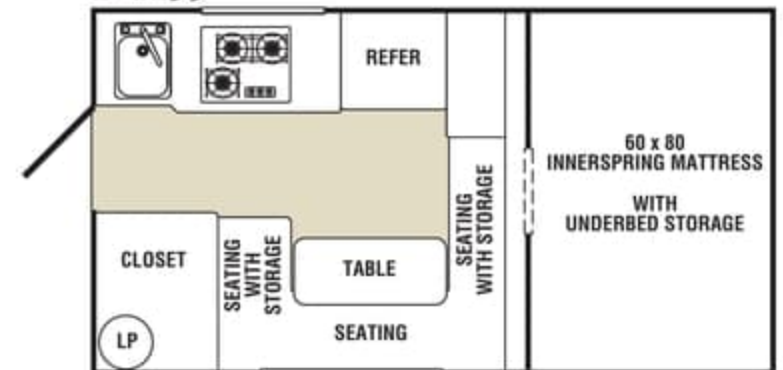 REFER
60 x 80
INNERSPRING MATTRESS
WITH
UNDERBED STORAGE
SEATING
WITH STORAGE
CLOSET
SEATING
WITH
STORAGE
TABLE
SEATING
LP